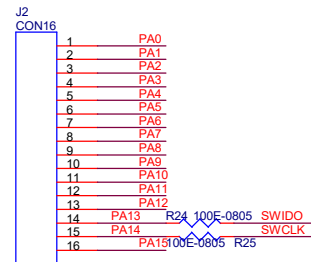 J2
CON16
1 PA0
2 PA1
3 PA2
4 PA3
5 PA4
6 PA5
7 PA6
8 PA7
9 PA8
10 PA9
11 PA10
12 PA11
13 PA12
14 PA13 R24 100E-0805 SWIDO
15 PA14 SWCLK
16 PA15 100E-0805 R25